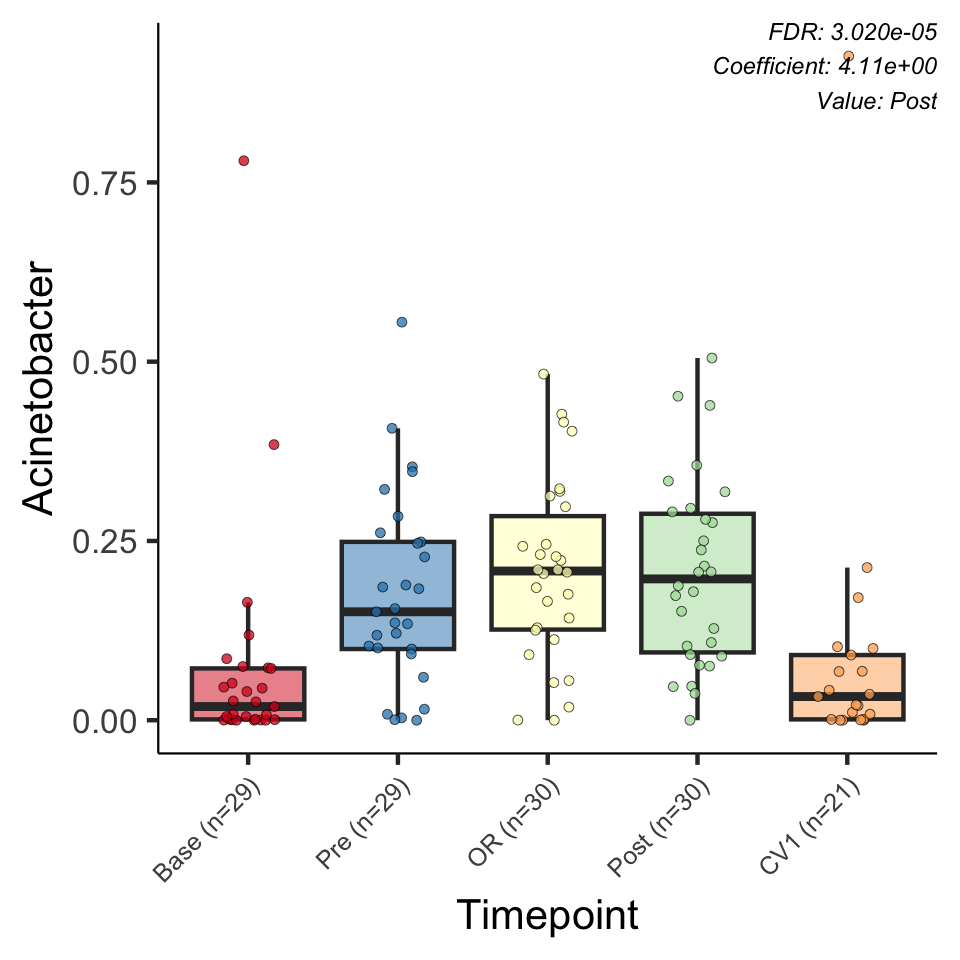 FDR: 3.020e-05
Coefficient: 4.11e+00
Value: Post
Acinetobacter
0.75
0.50
0.25
0.00
Base (n=29)
Pre (n=29)
OR (n=30)
Post (n=30)
CV1 (n=21)
Timepoint